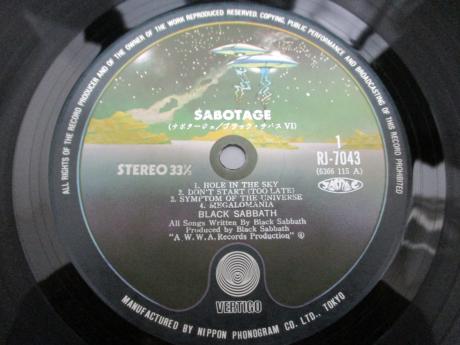 ALL RIGHTS OF THE RECORD PRODUCER AND OF THE OWNER OF THE WORK REPRODUCED RESERVED. COPYING, PUBLIC PERFORMANCE AND BROADCASTING OF THIS RECORD PROHIBITED
SABOTAGE
(サボタージュ/ブラック・サバス VI)
1
RJ-7043
(6366 115 A)
STEREO 33⅓
1. HOLE IN THE SKY
2. DON'T START (TOO LATE)
3. SYMPTOM OF THE UNIVERSE
4. MEGALOMANIA
BLACK SABBATH
All Songs Written By Black Sabbath
Produced by Black Sabbath
"A W.W.A. Records Production" ℗
VERTIGO
MANUFACTURED BY NIPPON PHONOGRAM CO. LTD., TOKYO